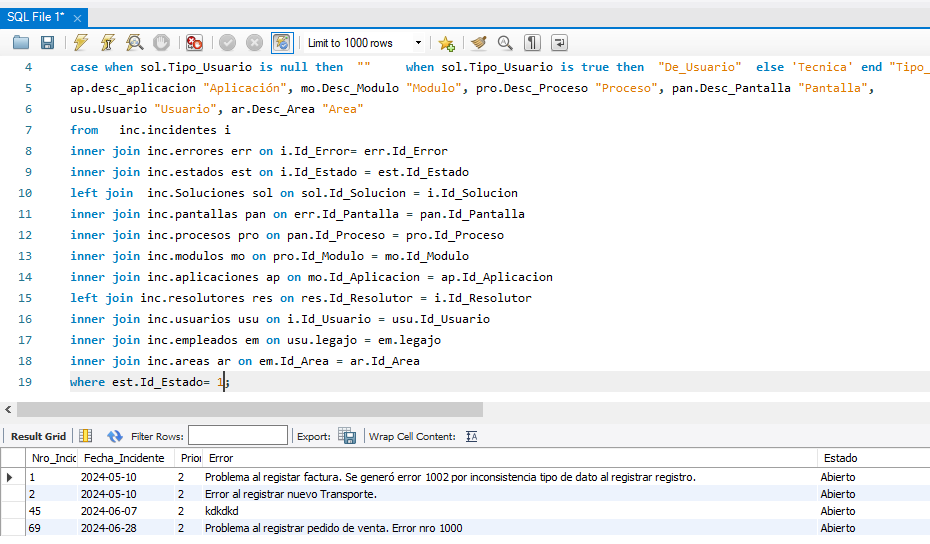 SQL File 1*
Limit to 1000 rows
4 case when sol.Tipo_Usuario is null then "" when sol.Tipo_Usuario is true then "De_Usuario" else 'Tecnica' end "Tipo_
5 ap.desc_aplicacion "Aplicación", mo.Desc_Modulo "Modulo", pro.Desc_Proceso "Proceso", pan.Desc_Pantalla "Pantalla",
6 usu.Usuario "Usuario", ar.Desc_Area "Area"
7 from inc.incidentes i
8 inner join inc.errores err on i.Id_Error= err.Id_Error
9 inner join inc.estados est on i.Id_Estado = est.Id_Estado
10 left join inc.Soluciones sol on sol.Id_Solucion = i.Id_Solucion
11 inner join inc.pantallas pan on err.Id_Pantalla = pan.Id_Pantalla
12 inner join inc.procesos pro on pan.Id_Proceso = pro.Id_Proceso
13 inner join inc.modulos mo on pro.Id_Modulo = mo.Id_Modulo
14 inner join inc.aplicaciones ap on mo.Id_Aplicacion = ap.Id_Aplicacion
15 left join inc.resolutores res on res.Id_Resolutor = i.Id_Resolutor
16 inner join inc.usuarios usu on i.Id_Usuario = usu.Id_Usuario
17 inner join inc.empleados em on usu.legajo = em.legajo
18 inner join inc.areas ar on em.Id_Area = ar.Id_Area
19 where est.Id_Estado= 1;
Result Grid Filter Rows: Export: Wrap Cell Content:
Nro_Incic Fecha_Incidente Prior Error Estado
1 2024-05-10 2 Problema al registar factura. Se generó error 1002 por inconsistencia tipo de dato al registrar registro. Abierto
2 2024-05-10 2 Error al registrar nuevo Transporte. Abierto
45 2024-06-07 2 kdkdkd Abierto
69 2024-06-28 2 Problema al registrar pedido de venta. Error nro 1000 Abierto